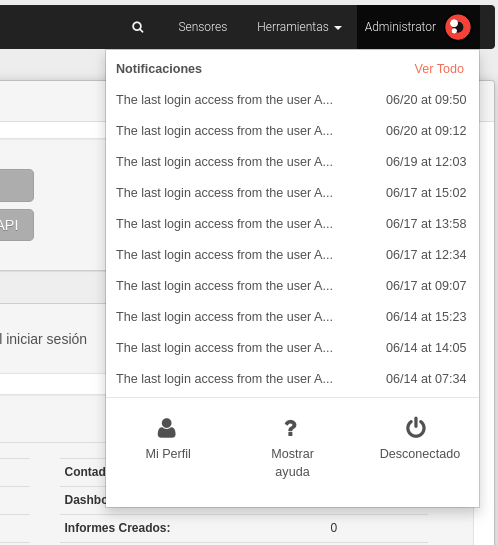 Sensores Herramientas Administrator
Notificaciones Ver Todo
The last login access from the user A... 06/20 at 09:50
The last login access from the user A... 06/20 at 09:12
The last login access from the user A... 06/19 at 12:03
The last login access from the user A... 06/17 at 15:02
The last login access from the user A... 06/17 at 13:58
API
The last login access from the user A... 06/17 at 12:34
The last login access from the user A... 06/17 at 09:07
The last login access from the user A... 06/14 at 15:23
iniciar sesión
The last login access from the user A... 06/14 at 14:05
The last login access from the user A... 06/14 at 07:34
Mi Perfil
Mostrar
ayuda
Desconectado
Contad
Dashbo
Informes Creados: 0